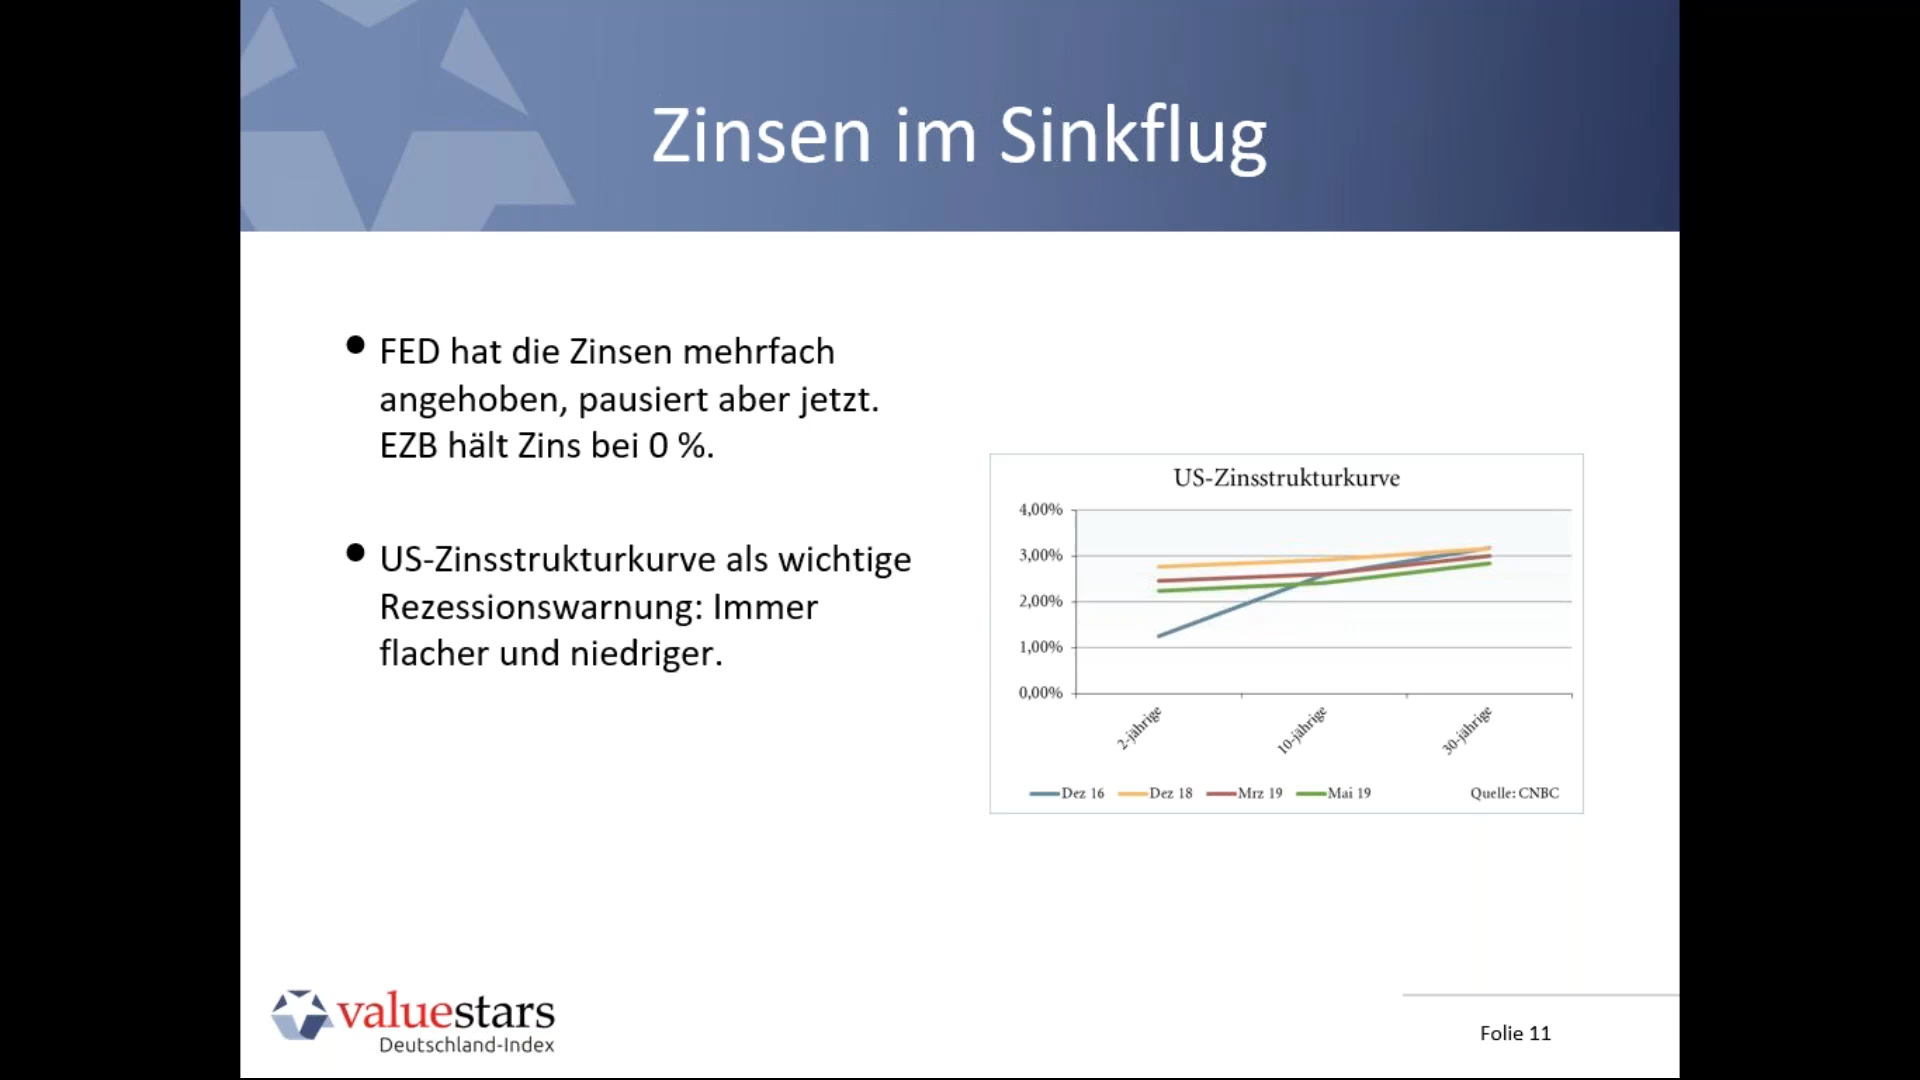 Zinsen im Sinkflug
• FED hat die Zinsen mehrfach
angehoben, pausiert aber jetzt.
EZB hält Zins bei 0 %.
• US-Zinsstrukturkurve als wichtige
Rezessionswarnung: Immer
flacher und niedriger.
US-Zinsstrukturkurve
4,00%
3,00%
2,00%
1,00%
0,00%
2-jährige
10-jährige
30-jährige
Dez 16 Dez 18 Mrz 19 Mai 19 Quelle: CNBC
valuestars
Deutschland-Index
Folie 11